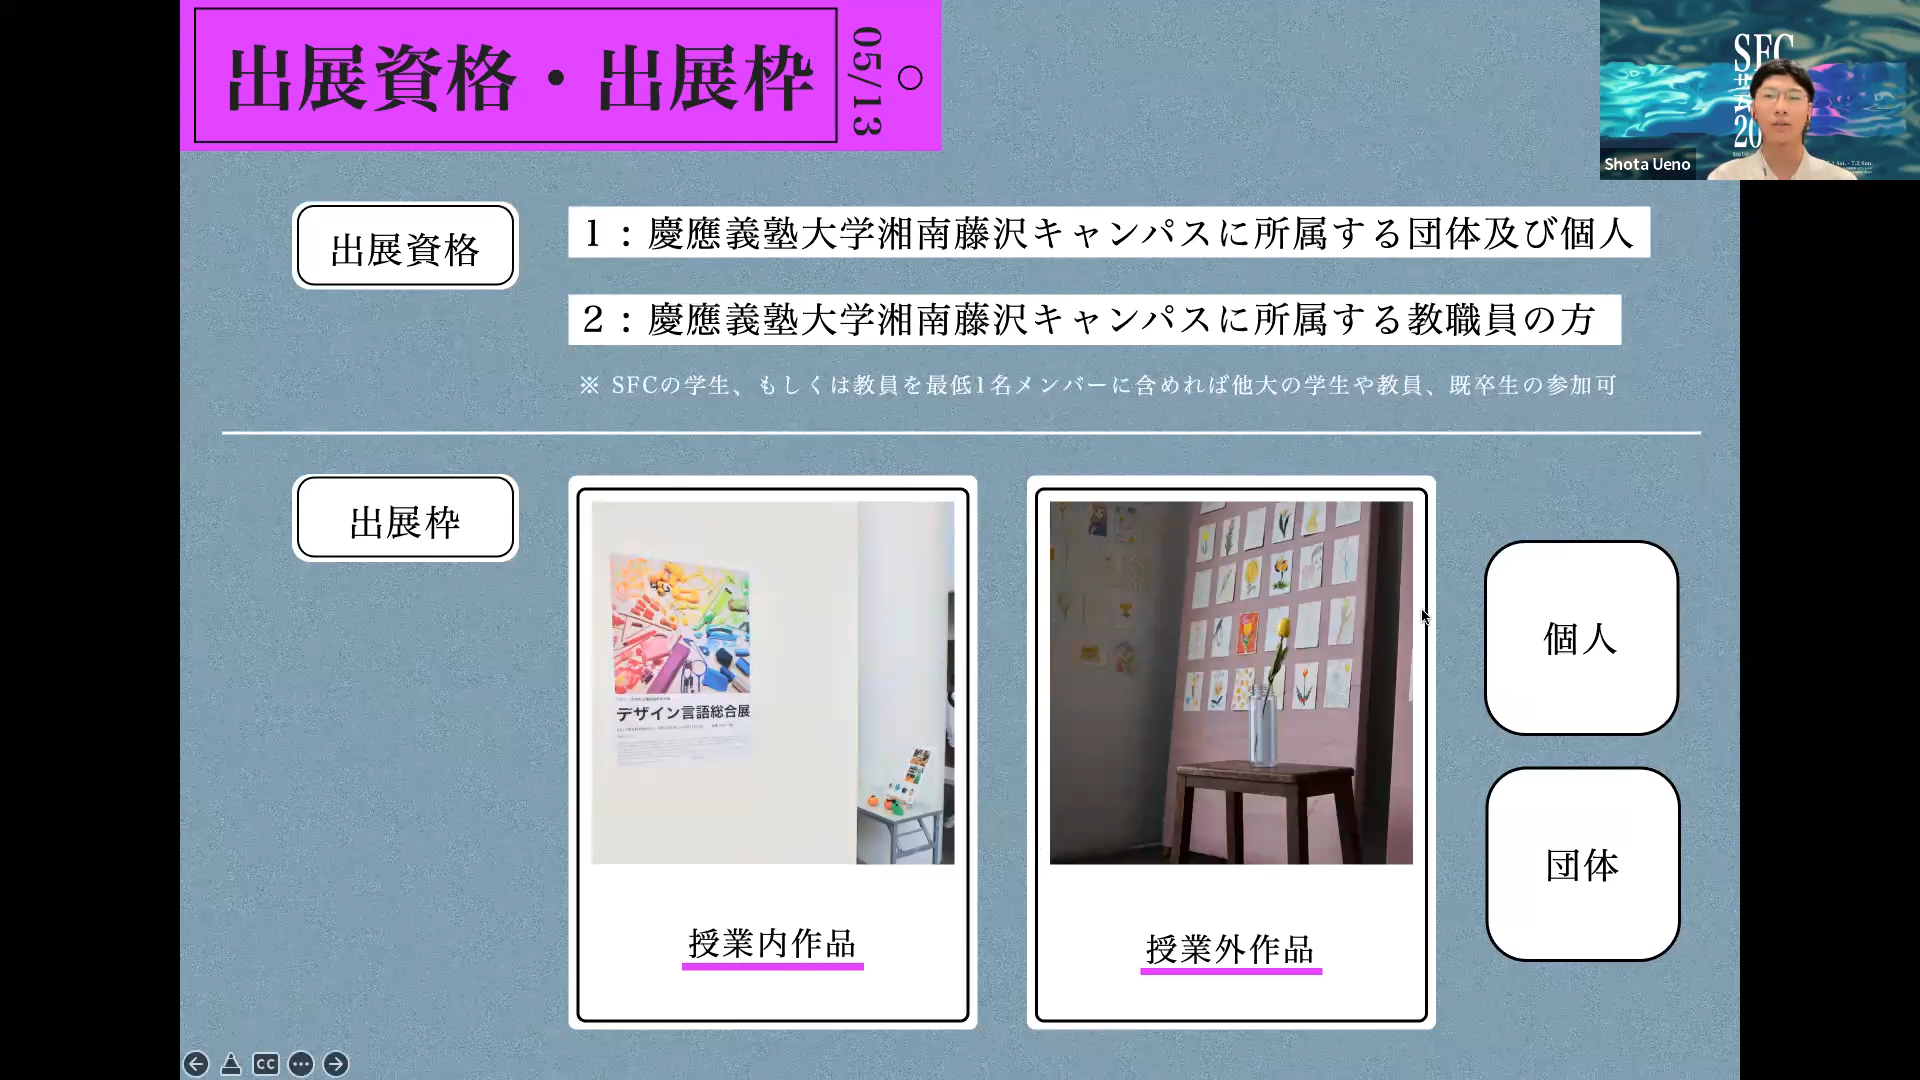 出展資格・出展枠
05/13
SFC
20
Shota Ueno
出展資格
1：慶應義塾大学湘南藤沢キャンパスに所属する団体及び個人
2：慶應義塾大学湘南藤沢キャンパスに所属する教職員の方
※ SFCの学生、もしくは教員を最低1名メンバーに含めれば他大の学生や教員、既卒生の参加可
出展枠
デザイン言語総合展
授業内作品
授業外作品
個人
団体
CC